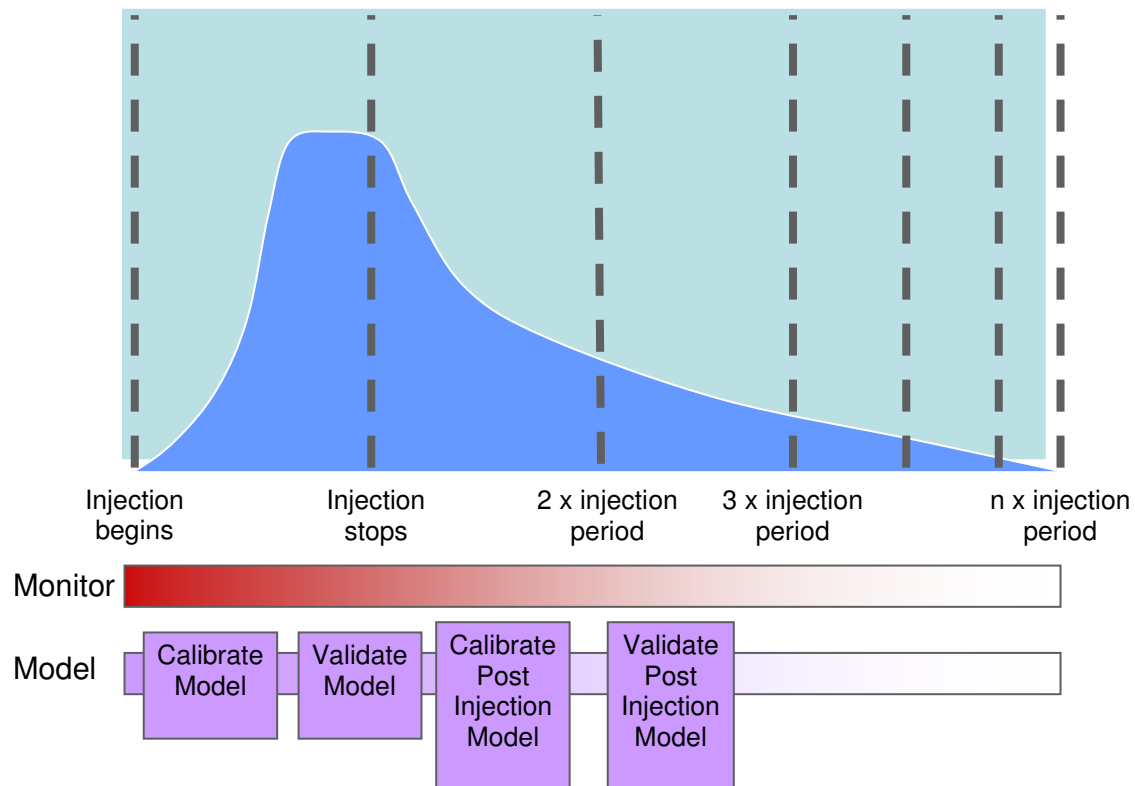 Injection
begins
Injection
stops
2 x injection
period
3 x injection
period
n x injection
period
Monitor
Model
Calibrate
Model
Validate
Model
Calibrate
Post
Injection
Model
Validate
Post
Injection
Model